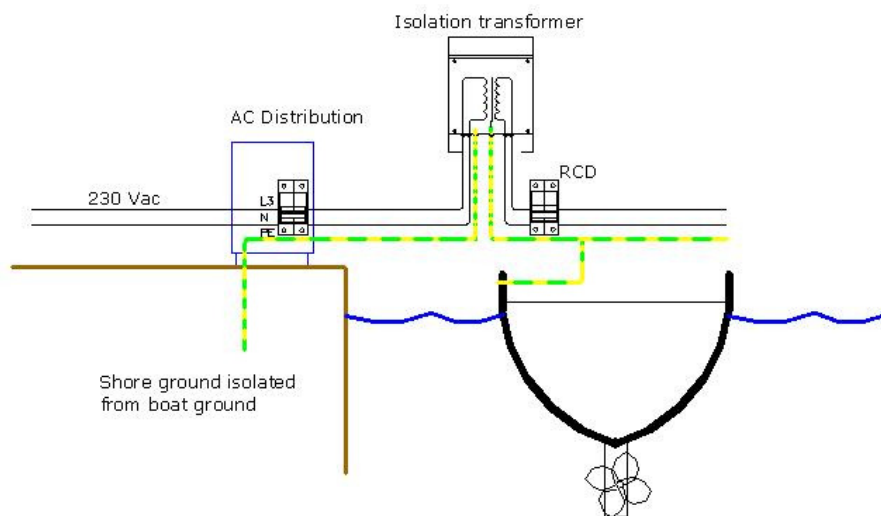 Isolation transformer
AC Distribution
RCD
230 Vac
L3
N
PE
Shore ground isolated
from boat ground